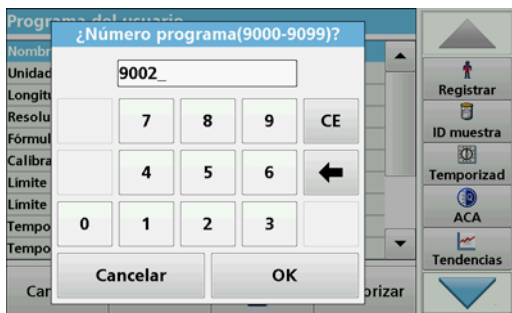 Programa del usuario
¿Número programa(9000-9099)?
9002_
7 8 9 CE
4 5 6
0 1 2 3
Cancelar OK
Nombr
Unidad
Longitu
Resolu
Fórmul
Calibra
Límite
Límite
Tempo
Tempo
Can
orizar
Registrar
ID muestra
Temporizad
ACA
Tendencias